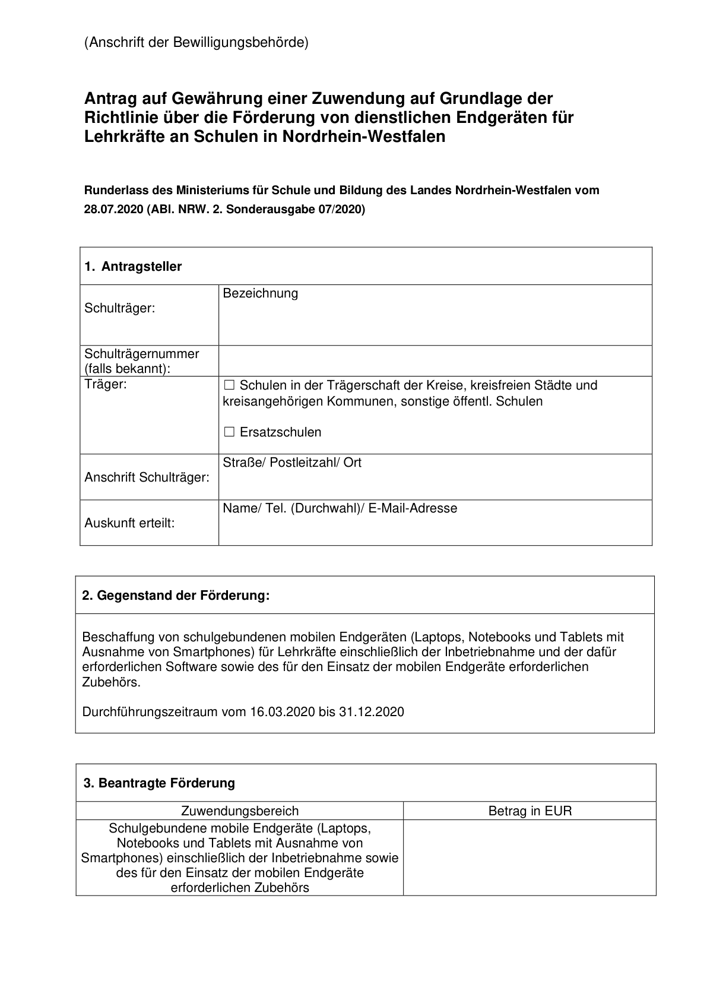 (Anschrift der Bewilligungsbehörde)
Antrag auf Gewährung einer Zuwendung auf Grundlage der
Richtlinie über die Förderung von dienstlichen Endgeräten für
Lehrkräfte an Schulen in Nordrhein-Westfalen
Runderlass des Ministeriums für Schule und Bildung des Landes Nordrhein-Westfalen vom
28.07.2020 (ABl. NRW. 2. Sonderausgabe 07/2020)
1. Antragsteller
Schulträger:
Bezeichnung
Schulträgernummer
(falls bekannt):
Träger:
☐ Schulen in der Trägerschaft der Kreise, kreisfreien Städte und
kreisangehörigen Kommunen, sonstige öffentl. Schulen
☐ Ersatzschulen
Anschrift Schulträger:
Straße/ Postleitzahl/ Ort
Auskunft erteilt:
Name/ Tel. (Durchwahl)/ E-Mail-Adresse
2. Gegenstand der Förderung:
Beschaffung von schulgebundenen mobilen Endgeräten (Laptops, Notebooks und Tablets mit
Ausnahme von Smartphones) für Lehrkräfte einschließlich der Inbetriebnahme und der dafür
erforderlichen Software sowie des für den Einsatz der mobilen Endgeräte erforderlichen
Zubehörs.
Durchführungszeitraum vom 16.03.2020 bis 31.12.2020
3. Beantragte Förderung
Zuwendungsbereich
Betrag in EUR
Schulgebundene mobile Endgeräte (Laptops,
Notebooks und Tablets mit Ausnahme von
Smartphones) einschließlich der Inbetriebnahme sowie
des für den Einsatz der mobilen Endgeräte
erforderlichen Zubehörs